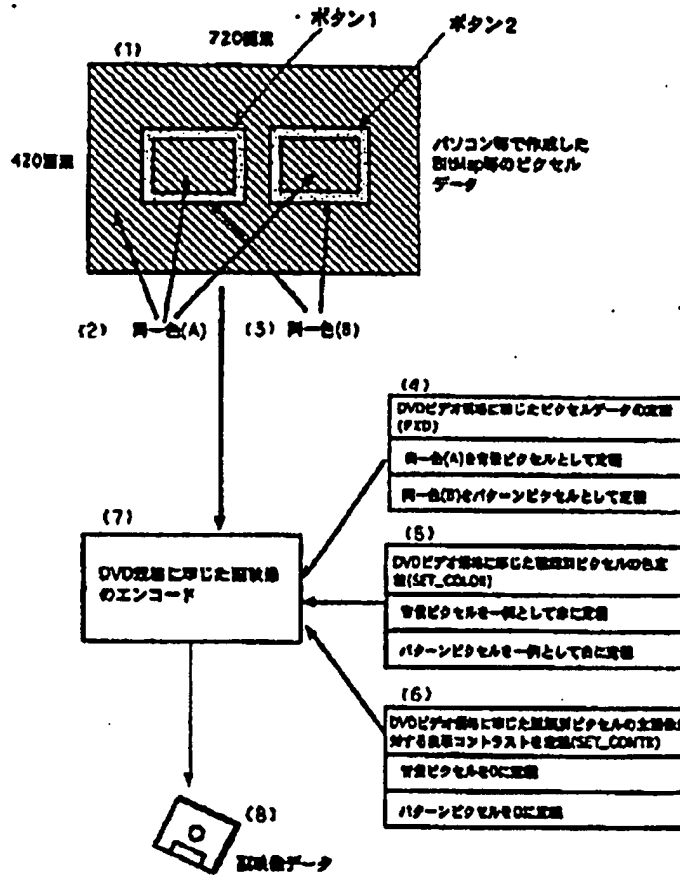 ボタン1
ボタン2
720画素
(1)
420画素
パソコン等で作成した
BitMap等のピクセル
データ
(2) 同一色(A) (3) 同一色(B)
(4)
DVDビデオ規格に準じたピクセルデータの定義
(PXD)
同一色(A)を背景ピクセルとして定義
同一色(B)をパターンピクセルとして定義
(7)
DVD規格に準じた副映像
のエンコード
(5)
DVDビデオ規格に準じた種類別ピクセルの色定
義(SET_COLOR)
背景ピクセルを一例として に定義
パターンピクセルを一例として白に定義
(6)
DVDビデオ規格に準じた種類別ピクセルの主映像に
対する 混合コントラストを定義(SET_CONTR)
背景ピクセルを0に定義
パターンピクセルを0に定義
(8)
副映像データ